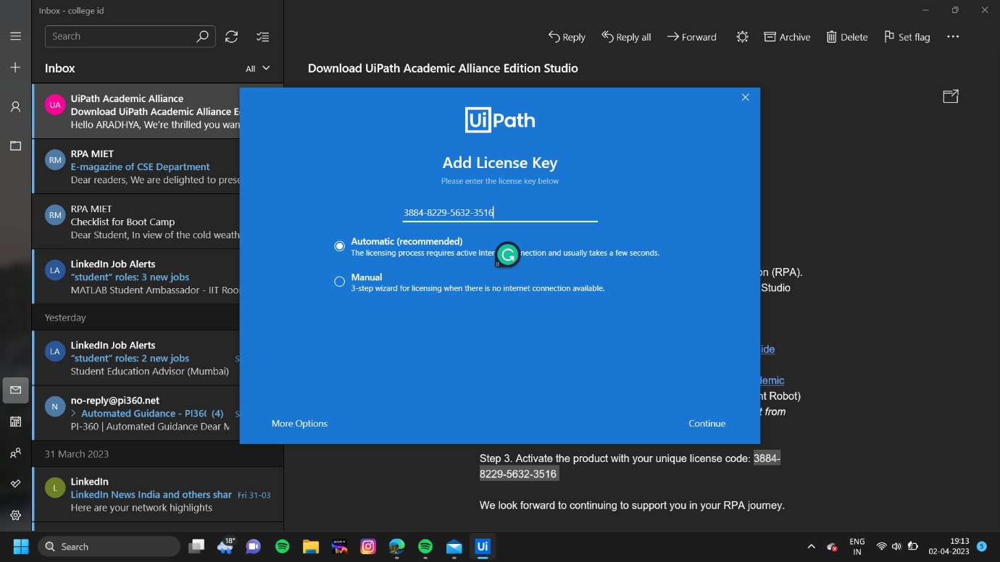 Inbox - college id
Search
Reply
Reply all
Forward
Archive
Delete
Set flag
Inbox
All
Download UiPath Academic Alliance Edition Studio
UA
UiPath Academic Alliance
Download UiPath Academic Alliance E
Hello ARADHYA, We're thrilled you wan
RM
RPA MIET
E-magazine of CSE Department
Dear readers, We are delighted to prese
RM
RPA MIET
Checklist for Boot Camp
Dear Student, In view of the cold weath
LA
LinkedIn Job Alerts
"student" roles: 3 new jobs
MATLAB Student Ambassador - IIT Roo
Yesterday
LA
LinkedIn Job Alerts
"student" roles: 2 new jobs
Student Education Advisor (Mumbai)
N
no-reply@pi360.net
> Automated Guidance - PI36( (4)
PI-360 | Automated Guidance Dear M
31 March 2023
L
LinkedIn
LinkedIn News India and others shar Fri 31-03
Here are your network highlights
UiPath
Add License Key
Please enter the license key below
3884-8229-5632-3516
Automatic (recommended)
The licensing process requires active Inter nnection and usually takes a few seconds.
Manual
3-step wizard for licensing when there is no internet connection available.
More Options
Continue
on (RPA).
Studio
ide
demic
nt Robot)
t from
Step 3. Activate the product with your unique license code: 3884-
8229-5632-3516
We look forward to continuing to support you in your RPA journey.
Search
18°
SONY
liv
Ui
ENG
IN
19:13
02-04-2023
5